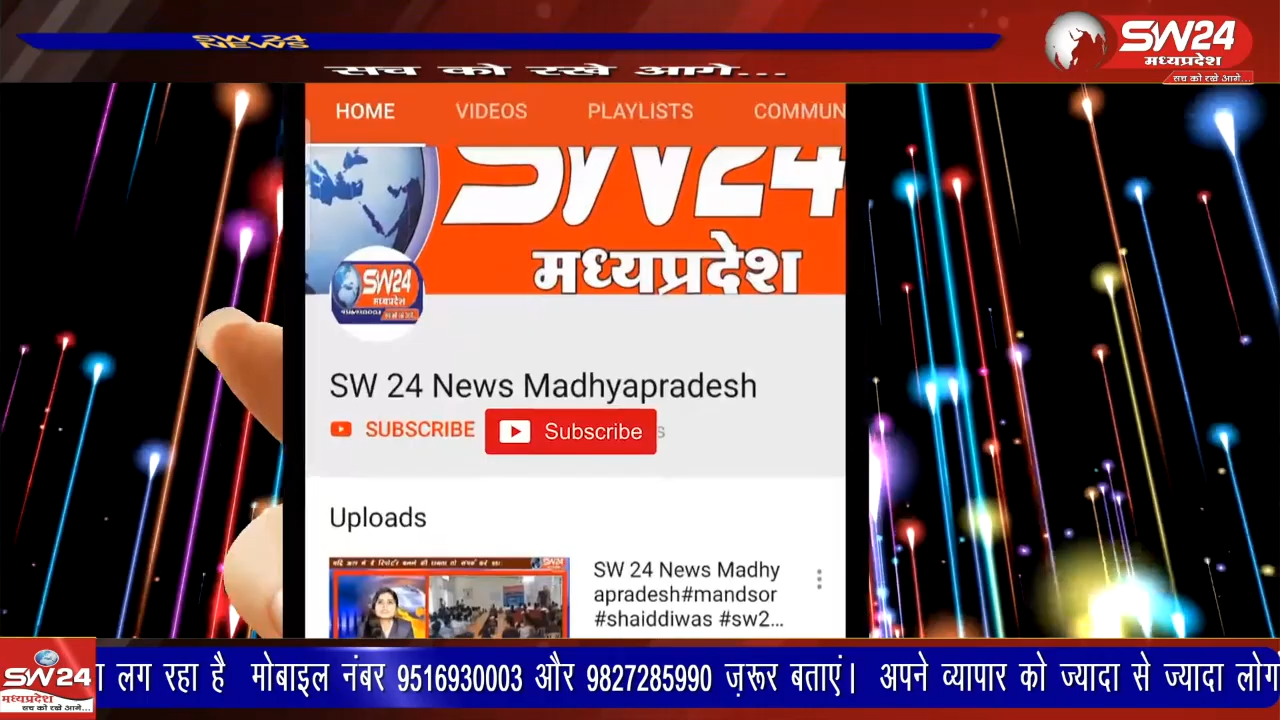 SW 24
NEWS
सच को रखे आगे...
SW24
मध्यप्रदेश
सच को रखे आगे...
HOME VIDEOS PLAYLISTS COMMUN
SW24
मध्यप्रदेश
SW24
मध्यप्रदेश
SW 24 News Madhyapradesh
SUBSCRIBE Subscribe s
Uploads
SW 24 News Madhy
apradesh#mandsor
#shaiddiwas #sw2...
SW24
मध्यप्रदेश
सच को रखे आगे...
लग रहा है मोबाइल नंबर 9516930003 और 9827285990 ज़रूर बताएं। अपने व्यापार को ज्यादा से ज्यादा लोग